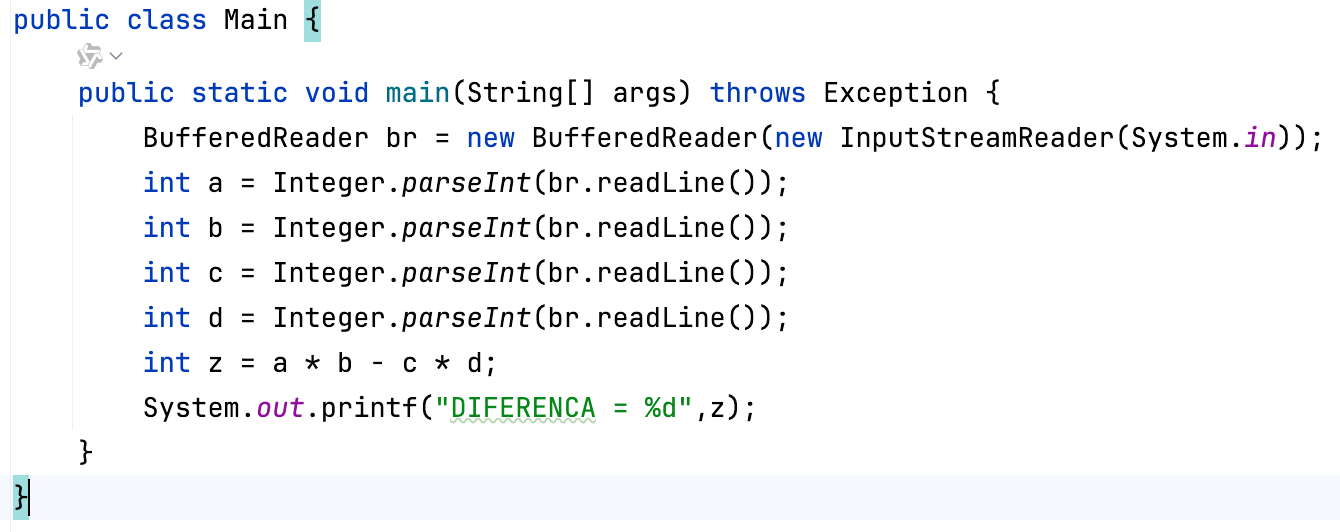 public class Main {
public static void main(String[] args) throws Exception {
BufferedReader br = new BufferedReader(new InputStreamReader(System.in));
int a = Integer.parseInt(br.readLine());
int b = Integer.parseInt(br.readLine());
int c = Integer.parseInt(br.readLine());
int d = Integer.parseInt(br.readLine());
int z = a * b - c * d;
System.out.printf("DIFERENCA = %d",z);
}
}